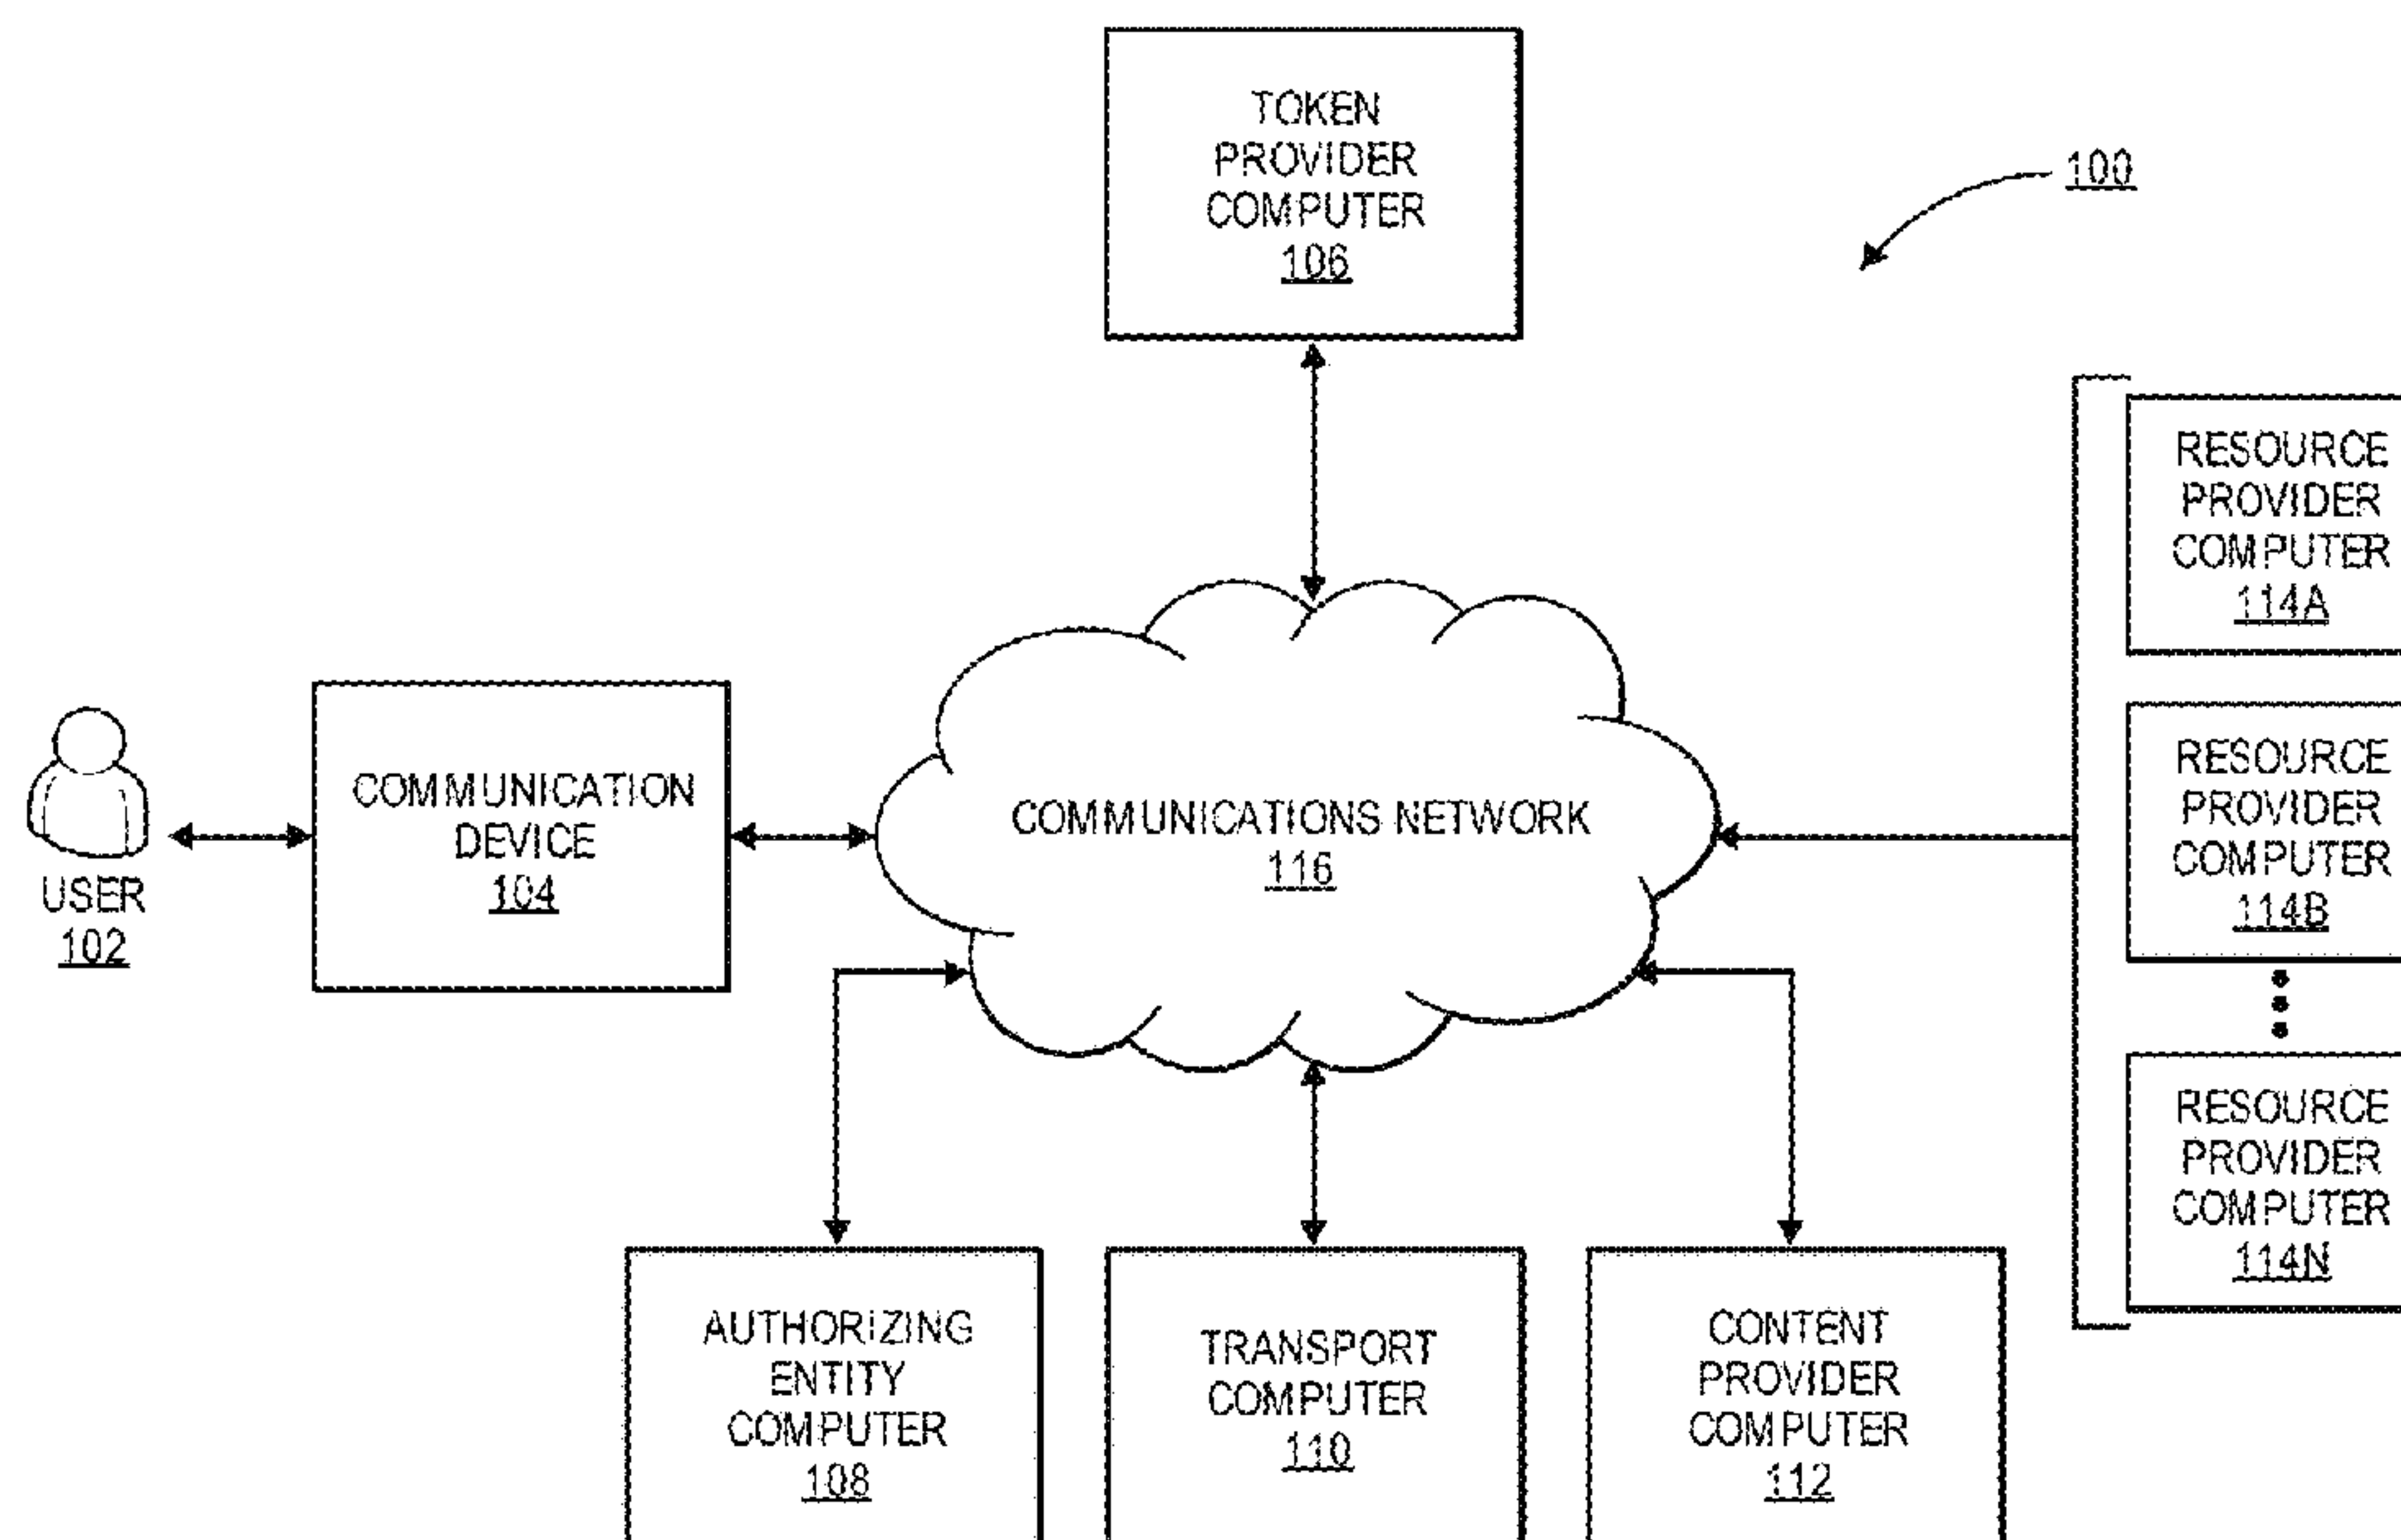 TOKEN
PROVIDER
COMPUTER
106
100
RESOURCE
PROVIDER
COMPUTER
114A
RESOURCE
PROVIDER
COMPUTER
114B
RESOURCE
PROVIDER
COMPUTER
114N
COMMUNICATION
DEVICE
104
USER
102
COMMUNICATIONS NETWORK
116
AUTHORIZING
ENTITY
COMPUTER
108
TRANSPORT
COMPUTER
110
CONTENT
PROVIDER
COMPUTER
112